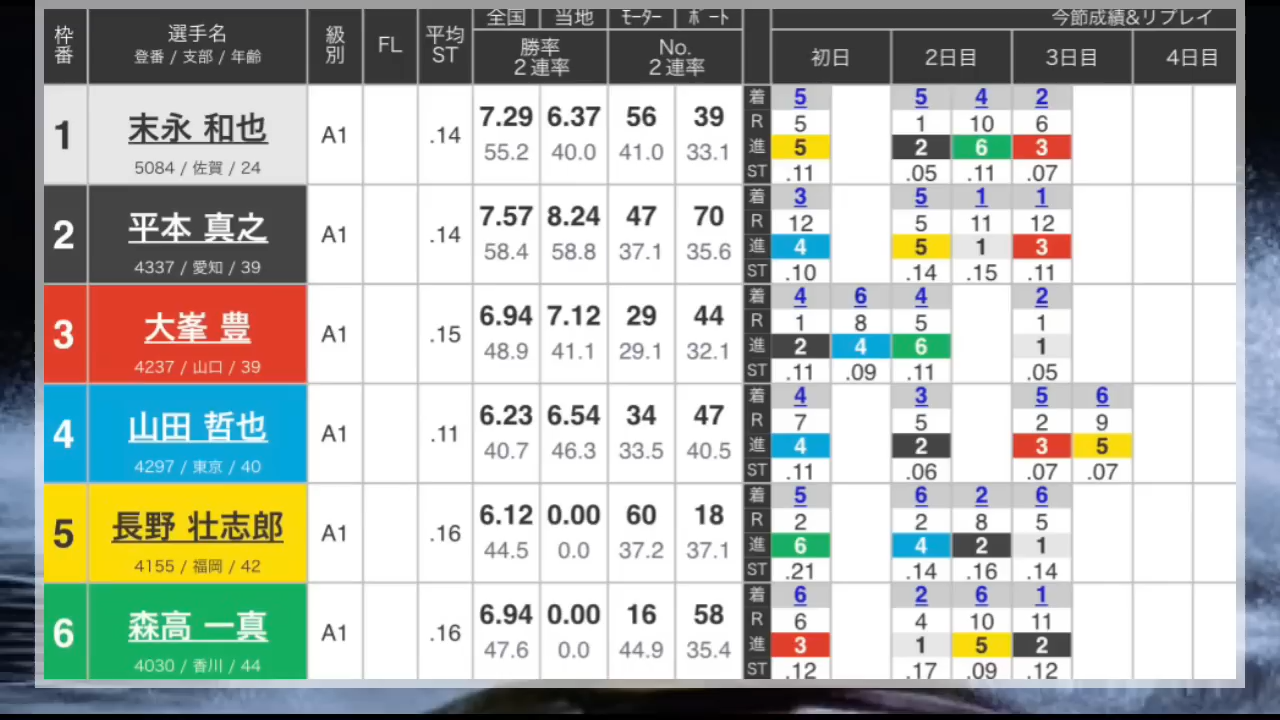 全国 当地 ﾓｰﾀｰ ﾎﾞｰﾄ 今節成績&リプレイ
枠番 選手名 級別 FL 平均ST 勝率 No. 初日 2日目 3日目 4日目
登番 / 支部 / 年齢 2連率 2連率
着 5 5 4 2
1 末永 和也 A1 .14 7.29 6.37 56 39 R 5 1 10 6
55.2 40.0 41.0 33.1 進 5 2 6 3
5084 / 佐賀 / 24 ST .11 .05 .11 .07
着 3 5 1 1
2 平本 真之 A1 .14 7.57 8.24 47 70 R 12 5 11 12
58.4 58.8 37.1 35.6 進 4 5 1 3
4337 / 愛知 / 39 ST .10 .14 .15 .11
着 4 6 4 2
3 大峯 豊 A1 .15 6.94 7.12 29 44 R 1 8 5 1
48.9 41.1 29.1 32.1 進 2 4 6 1
4237 / 山口 / 39 ST .11 .09 .11 .05
着 4 3 5 6
4 山田 哲也 A1 .11 6.23 6.54 34 47 R 7 5 2 9
40.7 46.3 33.5 40.5 進 4 2 3 5
4297 / 東京 / 40 ST .11 .06 .07 .07
着 5 6 2 6
5 長野 壮志郎 A1 .16 6.12 0.00 60 18 R 2 2 8 5
44.5 0.0 37.2 37.1 進 6 4 2 1
4155 / 福岡 / 42 ST .21 .14 .16 .14
着 6 2 6 1
6 森高 一真 A1 .16 6.94 0.00 16 58 R 6 4 10 11
47.6 0.0 44.9 35.4 進 3 1 5 2
4030 / 香川 / 44 ST .12 .17 .09 .12